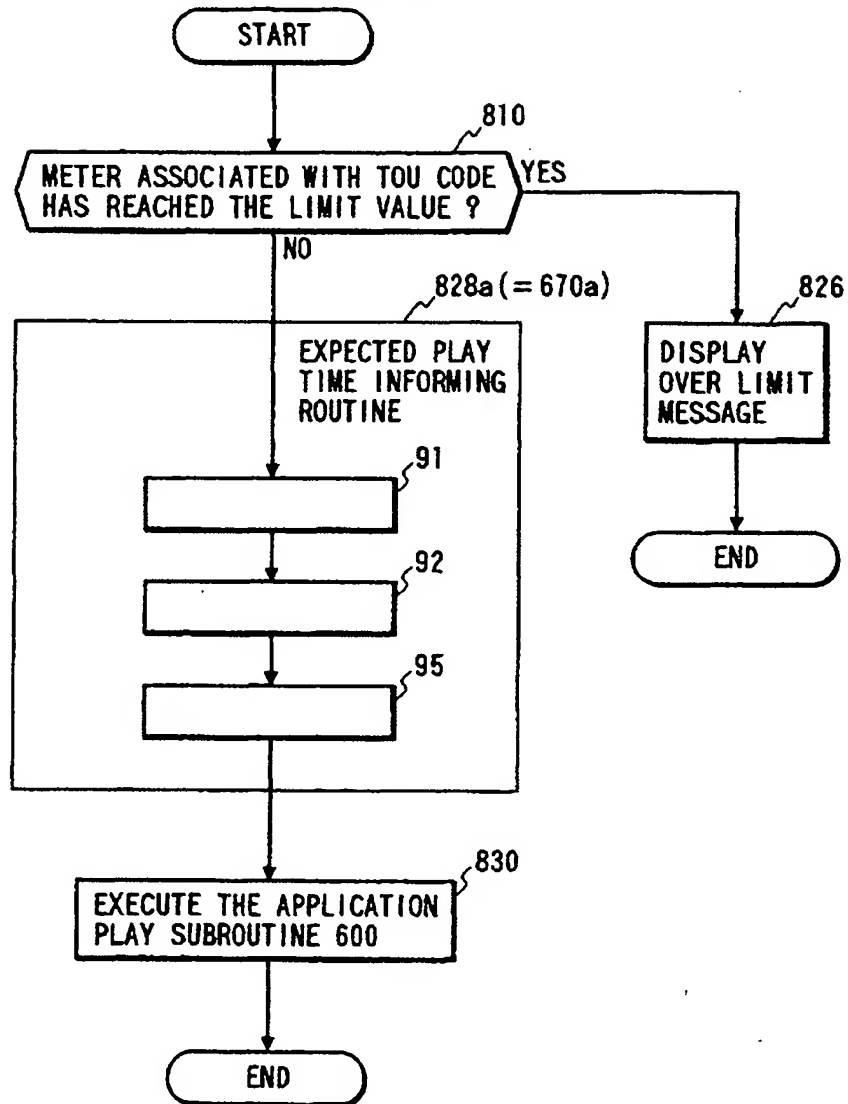 START
810
METER ASSOCIATED WITH TOU CODE
HAS REACHED THE LIMIT VALUE ?
YES
NO
828a(=670a)
826
EXPECTED PLAY
TIME INFORMING
ROUTINE
DISPLAY
OVER LIMIT
MESSAGE
91
END
92
95
830
EXECUTE THE APPLICATION
PLAY SUBROUTINE 600
END